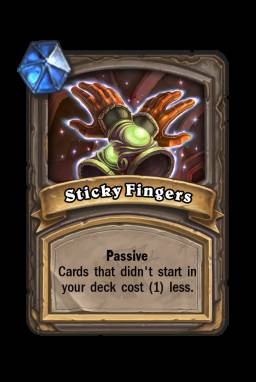 Sticky Fingers
Passive
Cards that didn't start in
your deck cost (1) less.